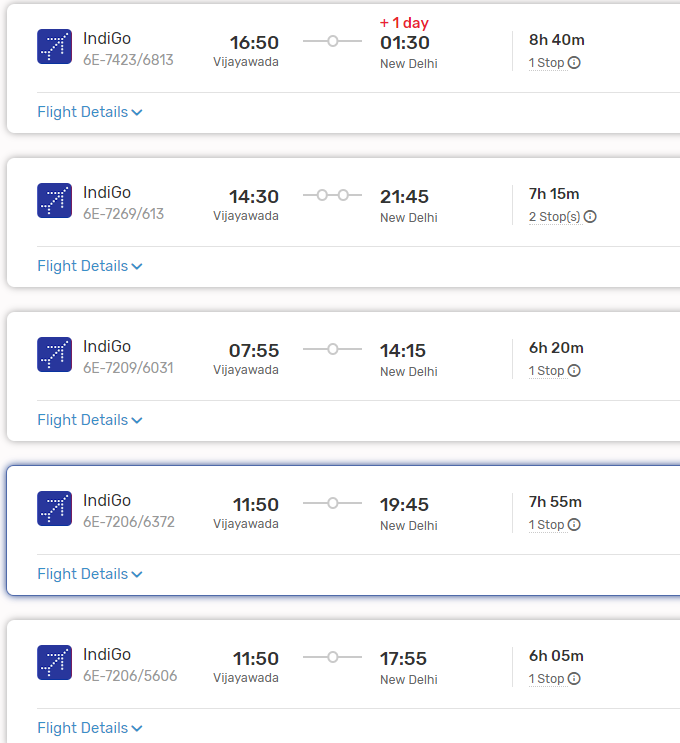 + 1 day
IndiGo 16:50 01:30 8h 40m
6E-7423/6813 Vijayawada New Delhi 1 Stop
Flight Details
IndiGo 14:30 21:45 7h 15m
6E-7269/613 Vijayawada New Delhi 2 Stop(s)
Flight Details
IndiGo 07:55 14:15 6h 20m
6E-7209/6031 Vijayawada New Delhi 1 Stop
Flight Details
IndiGo 11:50 19:45 7h 55m
6E-7206/6372 Vijayawada New Delhi 1 Stop
Flight Details
IndiGo 11:50 17:55 6h 05m
6E-7206/5606 Vijayawada New Delhi 1 Stop
Flight Details